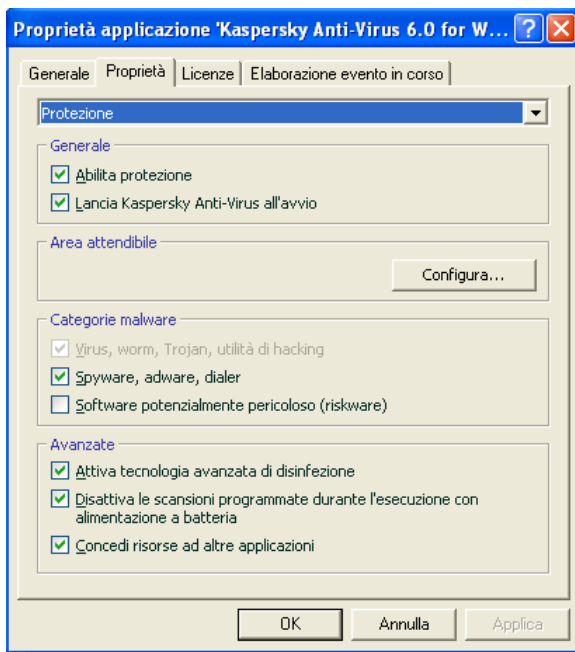 Proprietà applicazione 'Kaspersky Anti-Virus 6.0 for W...
Generale Proprietà Licenze Elaborazione evento in corso
Protezione
Generale
Abilita protezione
Lancia Kaspersky Anti-Virus all'avvio
Area attendibile
Configura...
Categorie malware
Virus, worm, Trojan, utilità di hacking
Spyware, adware, dialer
Software potenzialmente pericoloso (riskware)
Avanzate
Attiva tecnologia avanzata di disinfezione
Disattiva le scansioni programmate durante l'esecuzione con
alimentazione a batteria
Concedi risorse ad altre applicazioni
OK Annulla Applica